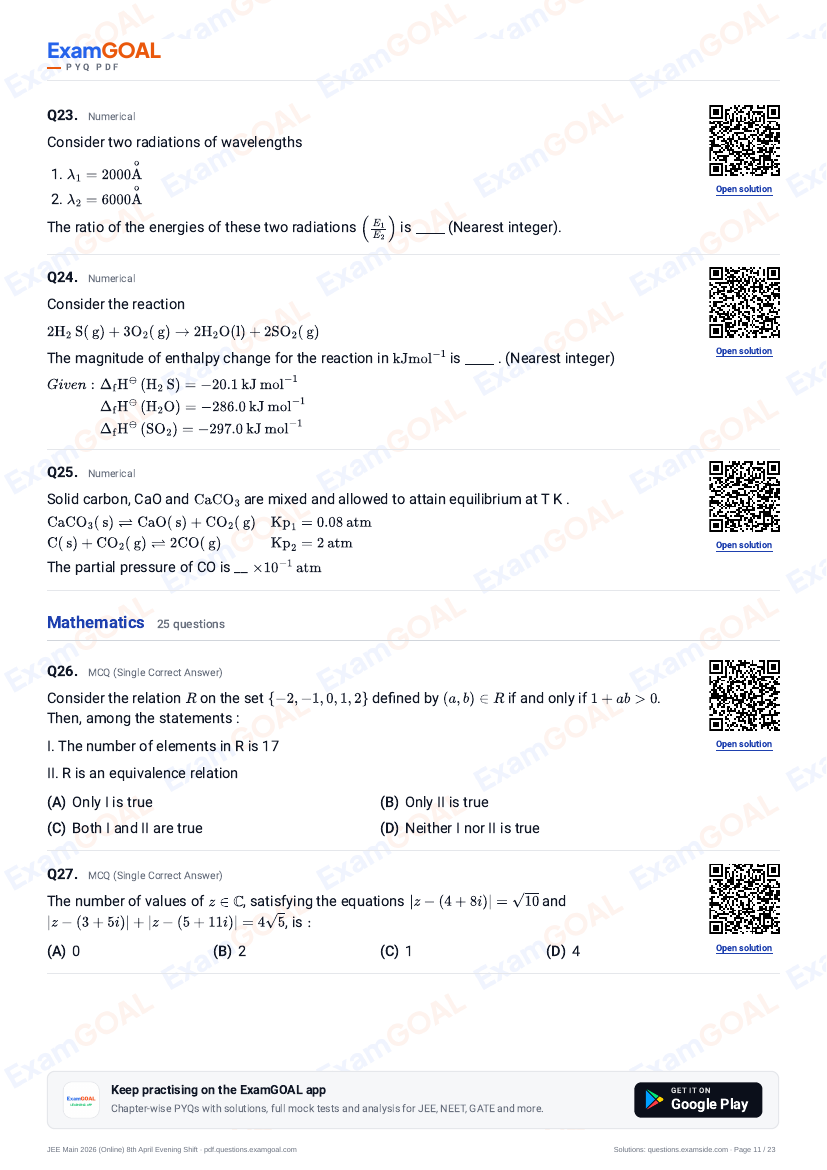 ExamGOAL
PYQ PDF
Q23. Numerical
Consider two radiations of wavelengths
1. λ₁ = 2000Å
2. λ₂ = 6000Å
The ratio of the energies of these two radiations (E₁/E₂) is ____ (Nearest integer).
Open solution
Q24. Numerical
Consider the reaction
2H₂ S( g) + 3O₂( g) → 2H₂O(l) + 2SO₂( g)
The magnitude of enthalpy change for the reaction in kJmol⁻¹ is ____ . (Nearest integer)
Given : Δ_fH^⊖ (H₂ S) = −20.1 kJ mol⁻¹
Δ_fH^⊖ (H₂O) = −286.0 kJ mol⁻¹
Δ_fH^⊖ (SO₂) = −297.0 kJ mol⁻¹
Open solution
Q25. Numerical
Solid carbon, CaO and CaCO₃ are mixed and allowed to attain equilibrium at T K .
CaCO₃( s) ⇌ CaO( s) + CO₂( g) Kp₁ = 0.08 atm
C( s) + CO₂( g) ⇌ 2CO( g) Kp₂ = 2 atm
The partial pressure of CO is __ ×10⁻¹ atm
Open solution
Mathematics 25 questions
Q26. MCQ (Single Correct Answer)
Consider the relation R on the set {−2, −1, 0, 1, 2} defined by (a, b) ∈ R if and only if 1 + ab > 0.
Then, among the statements :
I. The number of elements in R is 17
II. R is an equivalence relation
(A) Only I is true (B) Only II is true
(C) Both I and II are true (D) Neither I nor II is true
Open solution
Q27. MCQ (Single Correct Answer)
The number of values of z ∈ ℂ, satisfying the equations |z − (4 + 8i)| = √10 and
|z − (3 + 5i)| + |z − (5 + 11i)| = 4√5, is :
(A) 0 (B) 2 (C) 1 (D) 4
Open solution
ExamGOAL
Keep practising on the ExamGOAL app
Chapter-wise PYQs with solutions, full mock tests and analysis for JEE, NEET, GATE and more.
GET IT ON
Google Play
JEE Main 2026 (Online) 8th April Evening Shift · pdf.questions.examgoal.com
Solutions: questions.examside.com · Page 11 / 23